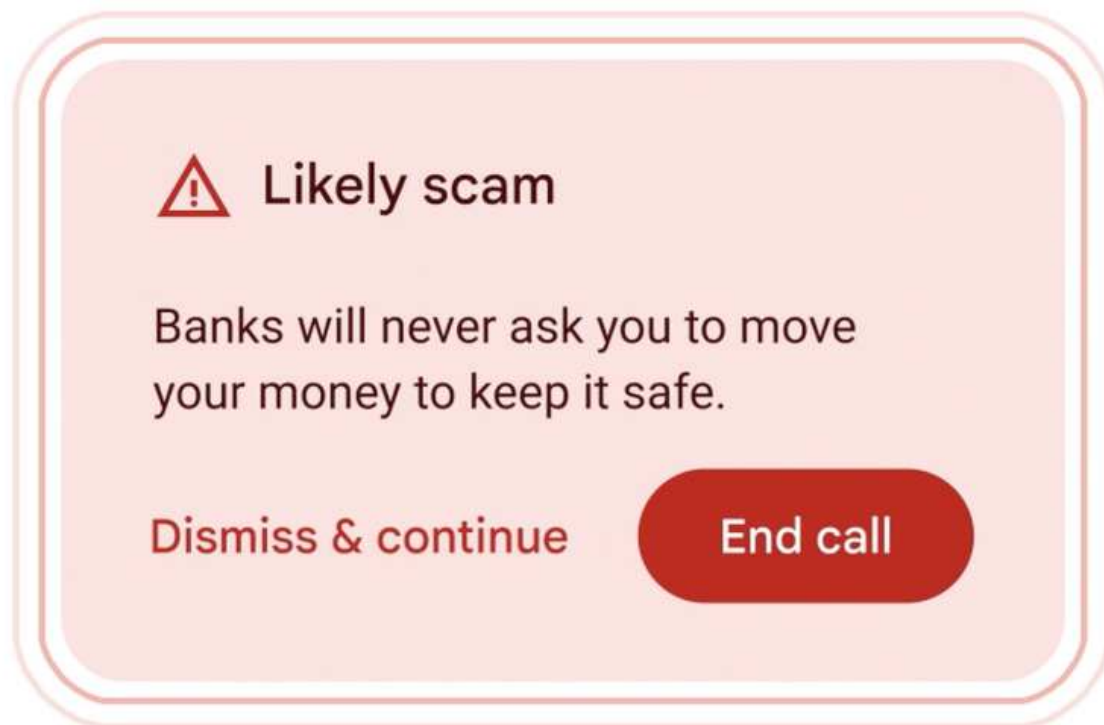 Likely scam
Banks will never ask you to move
your money to keep it safe.
Dismiss & continue
End call